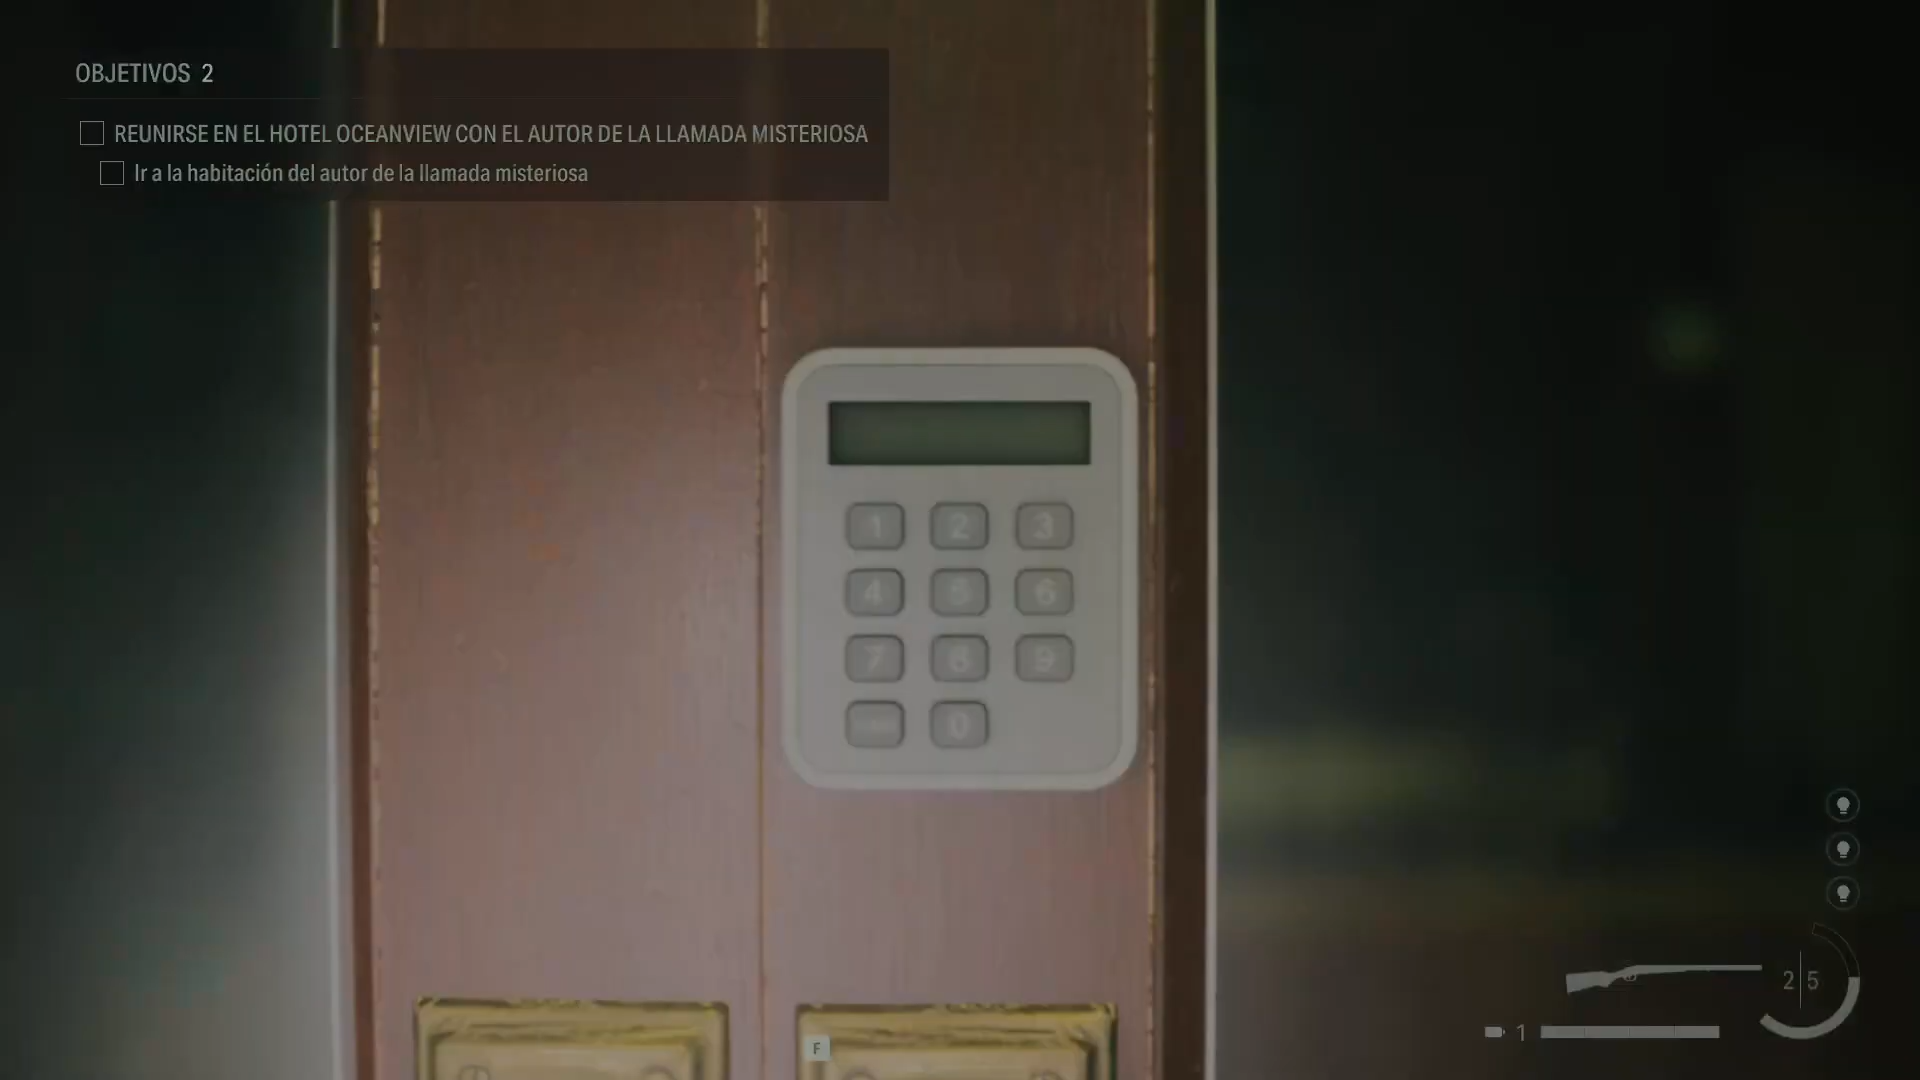 OBJETIVOS 2
REUNIRSE EN EL HOTEL OCEANVIEW CON EL AUTOR DE LA LLAMADA MISTERIOSA
Ir a la habitación del autor de la llamada misteriosa
1 2 3
4 5 6
7 8 9
0
2 5
1
F